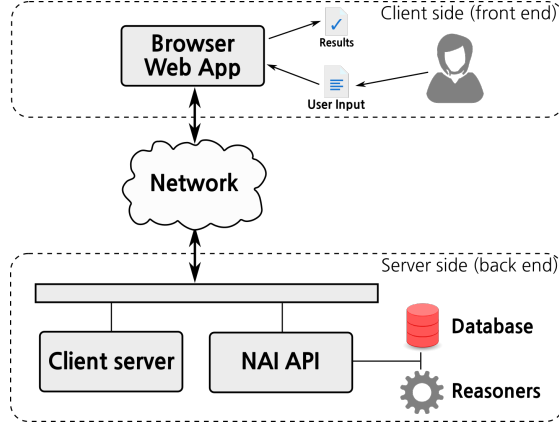 Client side (front end)
Browser
Web App
Results
User Input
Network
Server side (back end)
Client server
NAI API
Database
Reasoners